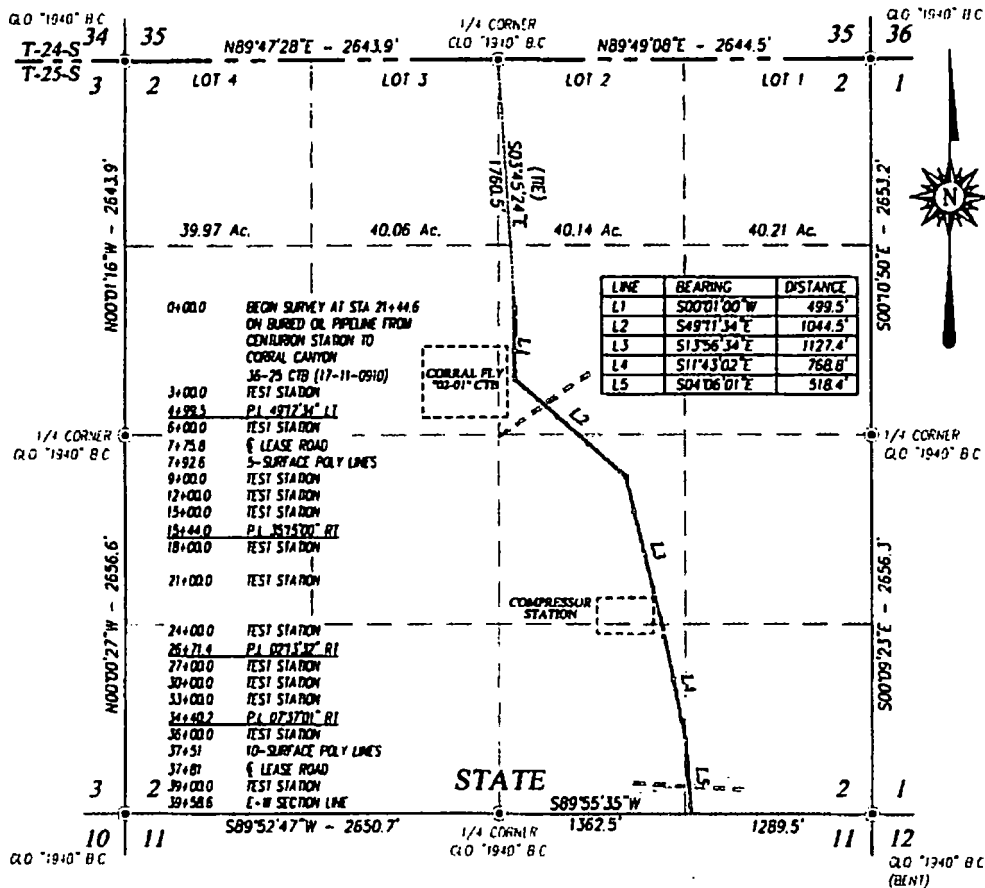 GLO "1940" B.C
34
35
1/4 CORNER
GLO "1940" B.C
35
36
GLO "1940" B.C
T-24-S
T-25-S
N89°47'28"E - 2643.9'
N89°49'08"E - 2644.5'
3
2
LOT 4
LOT 3
LOT 2
LOT 1
2
1
N00°01'16"W - 2643.9'
S03°45'24"E
(TIE)
1760.5'
S00°10'50"E - 2653.2'
N
39.97 Ac.
40.06 Ac.
40.14 Ac.
40.21 Ac.
LINE BEARING DISTANCE
L1 S00°01'00"W 499.5'
L2 S49°11'34"E 1044.5'
L3 S13°56'34"E 1127.4'
L4 S11°43'02"E 768.8'
L5 S04°06'01"E 518.4'
0+00.0 BEGIN SURVEY AT STA 21+44.6
ON BURIED OIL PIPELINE FROM
CENTURION STATION TO
CORRAL CANYON
36-25 CTB (17-11-0910)
3+00.0 TEST STATION
4+99.5 P.I. 49°12'34" LT
6+00.0 TEST STATION
7+75.8 ℄ LEASE ROAD
7+92.6 5-SURFACE POLY LINES
9+00.0 TEST STATION
12+00.0 TEST STATION
15+00.0 TEST STATION
15+44.0 P.I. 35°15'00" RT
18+00.0 TEST STATION
21+00.0 TEST STATION
24+00.0 TEST STATION
26+71.4 P.I. 02°13'32" RT
27+00.0 TEST STATION
30+00.0 TEST STATION
33+00.0 TEST STATION
34+40.2 P.I. 07°37'01" RT
36+00.0 TEST STATION
37+51 10-SURFACE POLY LINES
37+81 ℄ LEASE ROAD
39+00.0 TEST STATION
39+58.6 E-W SECTION LINE
L1
CORRAL FLY
"02-01" CTB
L2
1/4 CORNER
GLO "1940" B.C
1/4 CORNER
GLO "1940" B.C
L3
COMPRESSOR
STATION
L4
L5
N00°00'27"W - 2656.6'
S00°09'23"E - 2656.3'
STATE
3
2
S89°52'47"W - 2650.7'
S89°55'35"W
1362.5'
1289.5'
2
1
10
11
1/4 CORNER
GLO "1940" B.C
11
12
GLO "1940" B.C
GLO "1940" B.C
(BENT)